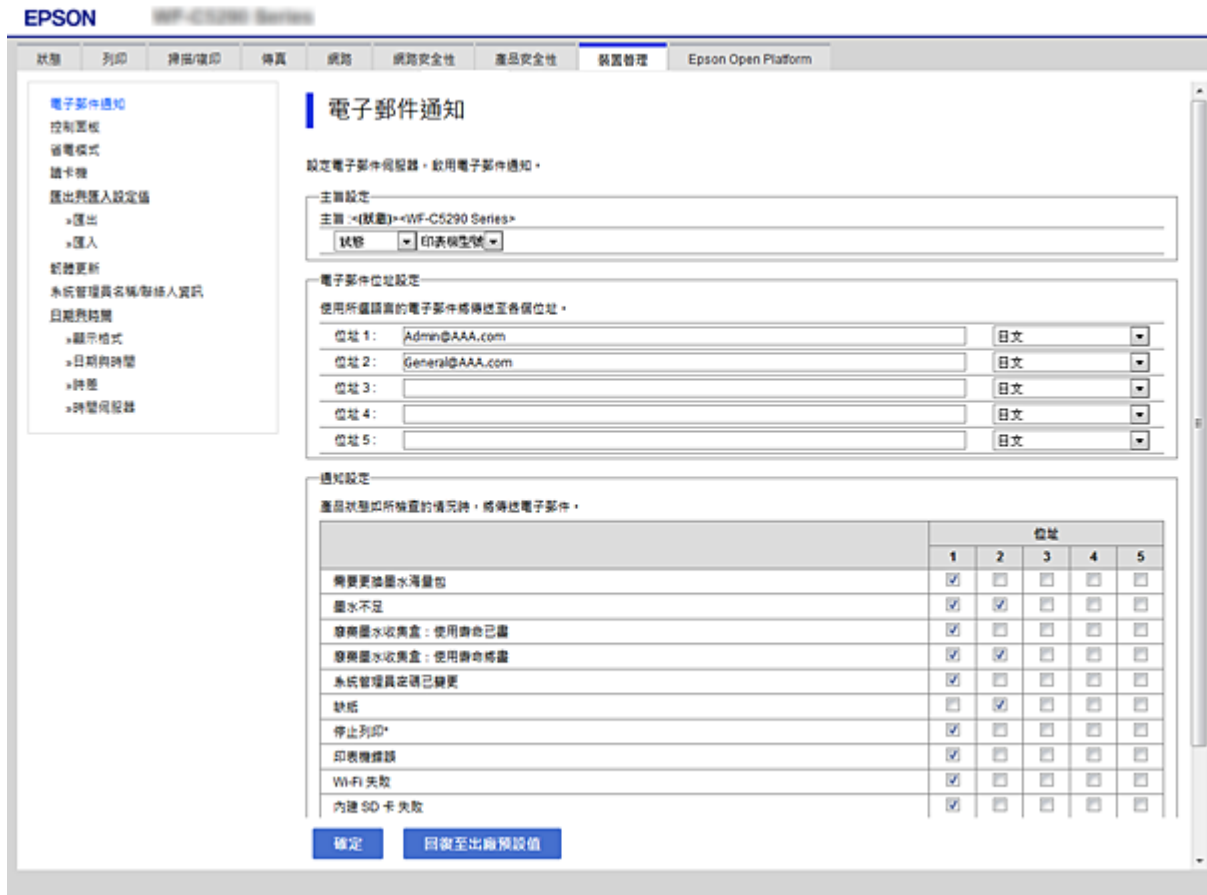 EPSON WF-C5290 Series
狀態 列印 掃描/復印 傳真 網路 網路安全性 產品安全性 裝置管理 Epson Open Platform
電子郵件通知
控制面板
省電模式
讀卡機
匯出與匯入設定值
»匯出
»匯入
韌體更新
系統管理員名稱/聯絡人資訊
日期與時間
»顯示格式
»日期與時間
»時差
»時間伺服器
電子郵件通知
設定電子郵件伺服器，啟用電子郵件通知。
主旨設定
主旨 :<(狀態)><WF-C5290 Series>
狀態 印表機型號
電子郵件位址設定
使用所選語言的電子郵件將傳送至各個位址。
位址 1 : Admin@AAA.com 日文
位址 2 : General@AAA.com 日文
位址 3 : 日文
位址 4 : 日文
位址 5 : 日文
通知設定
產品狀態如所檢查的情況時，將傳送電子郵件。
位址
1 2 3 4 5
需要更換墨水海量包
墨水不足
廢棄墨水收集盒：使用壽命已盡
廢棄墨水收集盒：使用壽命將盡
系統管理員密碼已變更
缺紙
停止列印*
印表機錯誤
Wi-Fi 失敗
內建 SD 卡 失敗
確定 回復至出廠預設值